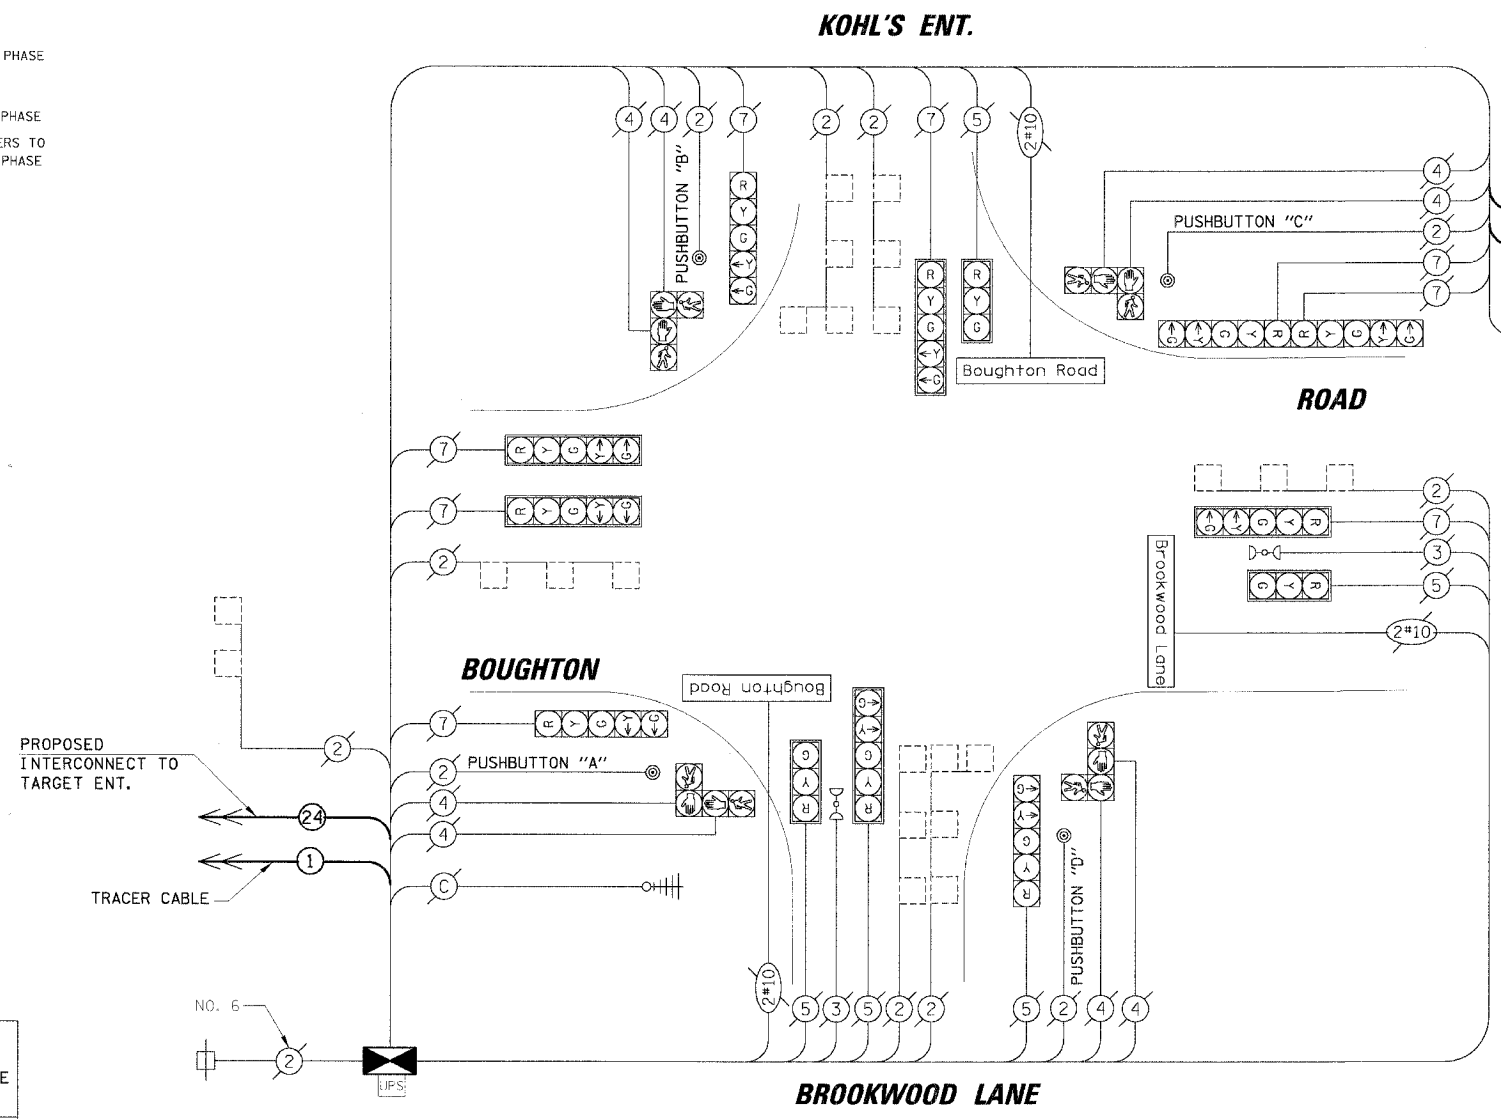 KOHL'S ENT.
PHASE
PHASE
ERS TO
PHASE
4 4 2 7 2 2 7 5 2#10
PUSHBUTTON "B"
R Y G ←Y ←G
R Y G ←Y ←G
R Y G
Boughton Road
4
4
PUSHBUTTON "C" 2
7
7
G→ Y→ G Y R R Y G Y→ G→
ROAD
7 R Y G Y→ G→
7 R Y G ←Y ←G
2
2
G→ Y→ G Y R 7
3
G Y R 5
2#10
Brookwood Lane
BOUGHTON
Boughton Road
7 R Y G ←Y ←G
2 PUSHBUTTON "A"
4
4
2
PROPOSED
INTERCONNECT TO
TARGET ENT.
24
1
TRACER CABLE
C
G Y R
G→ Y→ G Y R
G→ Y→ G Y R
PUSHBUTTON "D"
2#10 5 3 5 2 2 5 2 4 4
NO. 6
2
UPS
E
BROOKWOOD LANE